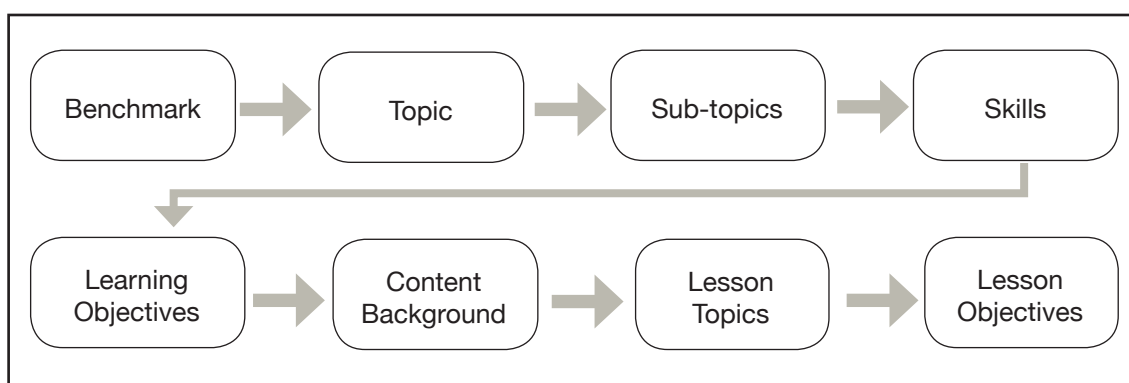 Benchmark
Topic
Sub-topics
Skills
Learning
Objectives
Content
Background
Lesson
Topics
Lesson
Objectives